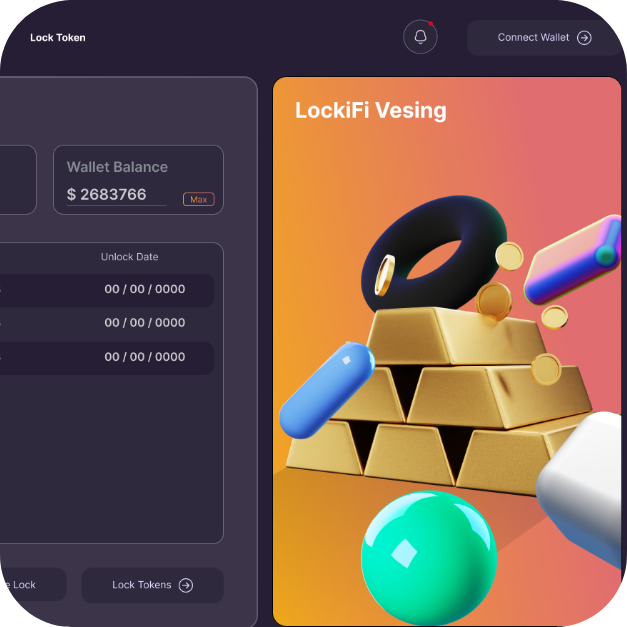 Lock Token
Connect Wallet
LockiFi Vesing
Wallet Balance
$ 2683766
Max
Unlock Date
00 / 00 / 0000
00 / 00 / 0000
00 / 00 / 0000
Lock
Lock Tokens